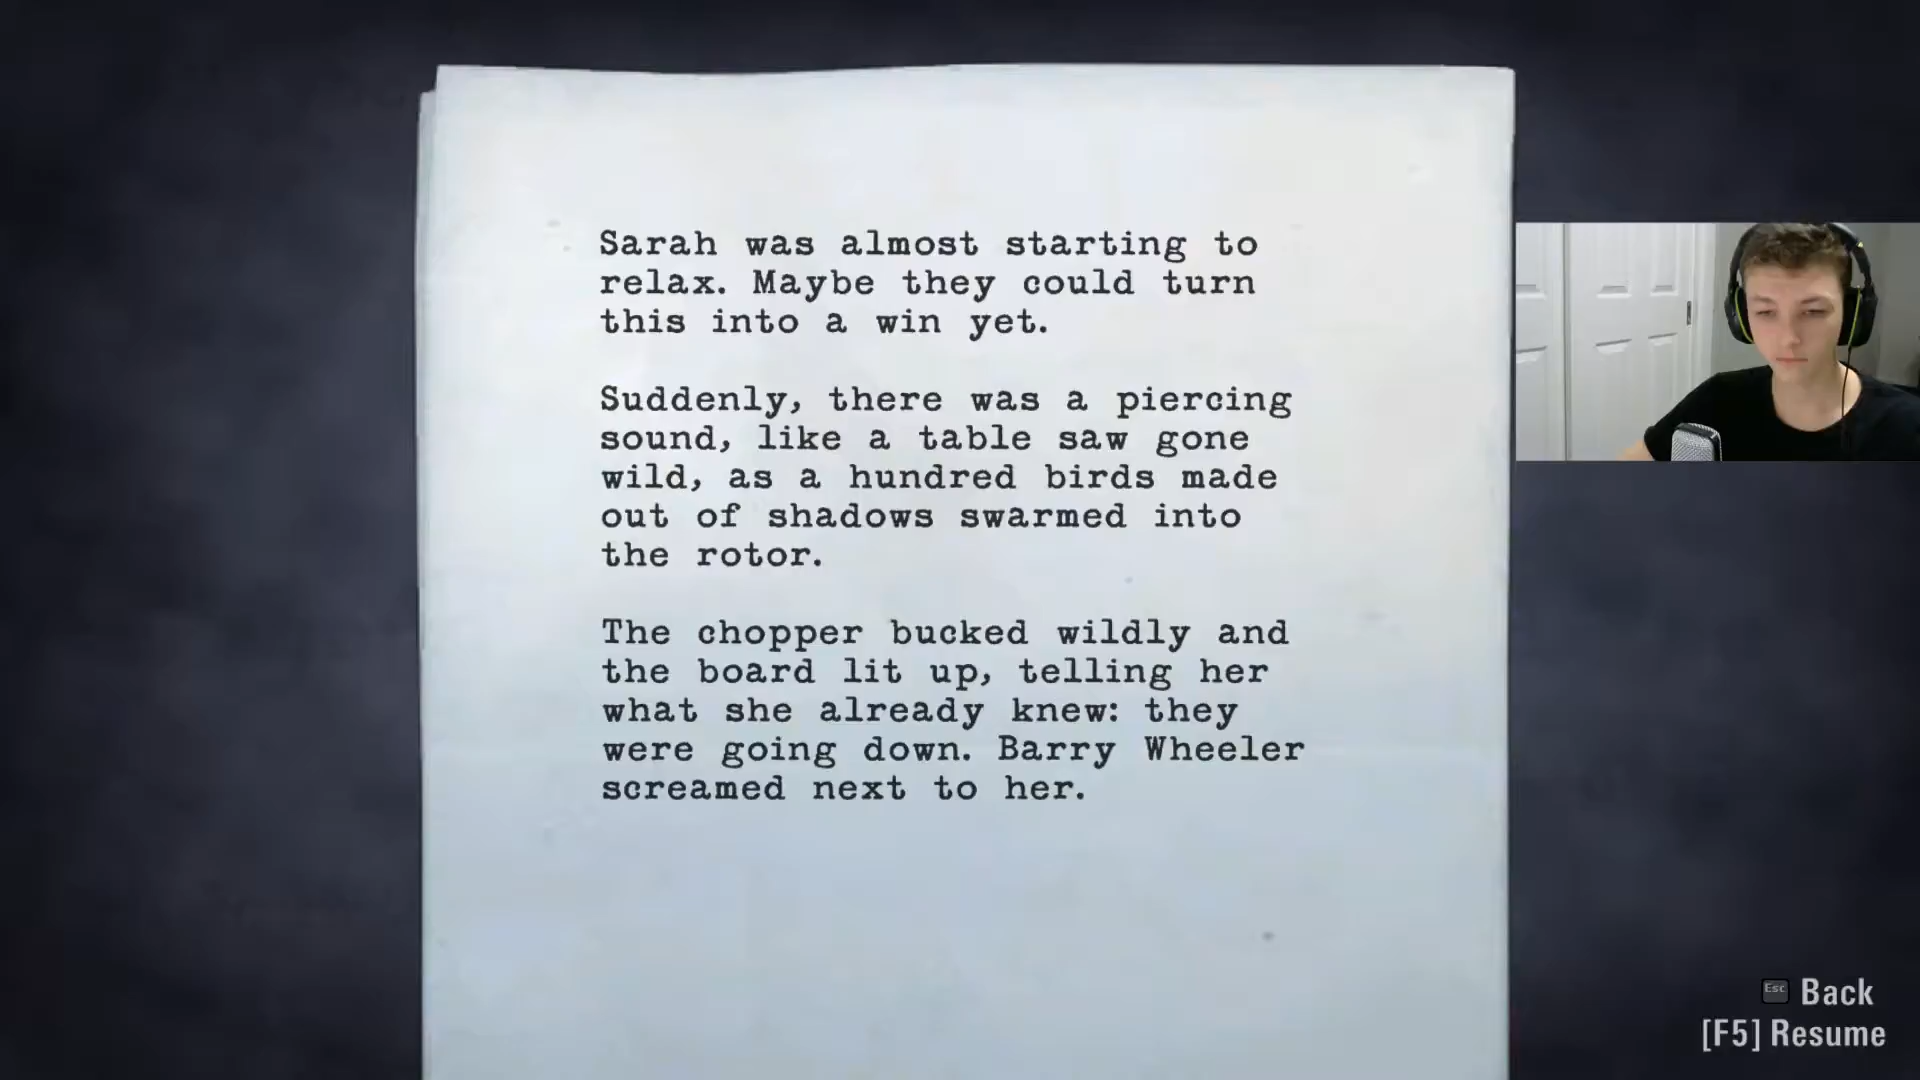 Sarah was almost starting to
relax. Maybe they could turn
this into a win yet.
Suddenly, there was a piercing
sound, like a table saw gone
wild, as a hundred birds made
out of shadows swarmed into
the rotor.
The chopper bucked wildly and
the board lit up, telling her
what she already knew: they
were going down. Barry Wheeler
screamed next to her.
Esc Back
[F5] Resume